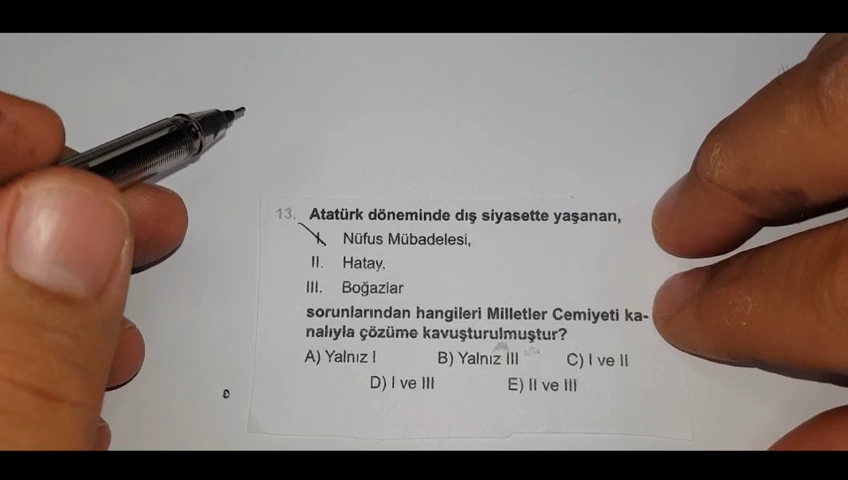 13. Atatürk döneminde dış siyasette yaşanan,
I. Nüfus Mübadelesi,
II. Hatay,
III. Boğazlar
sorunlarından hangileri Milletler Cemiyeti ka-
nalıyla çözüme kavuşturulmuştur?
A) Yalnız I B) Yalnız III C) I ve II
D) I ve III E) II ve III